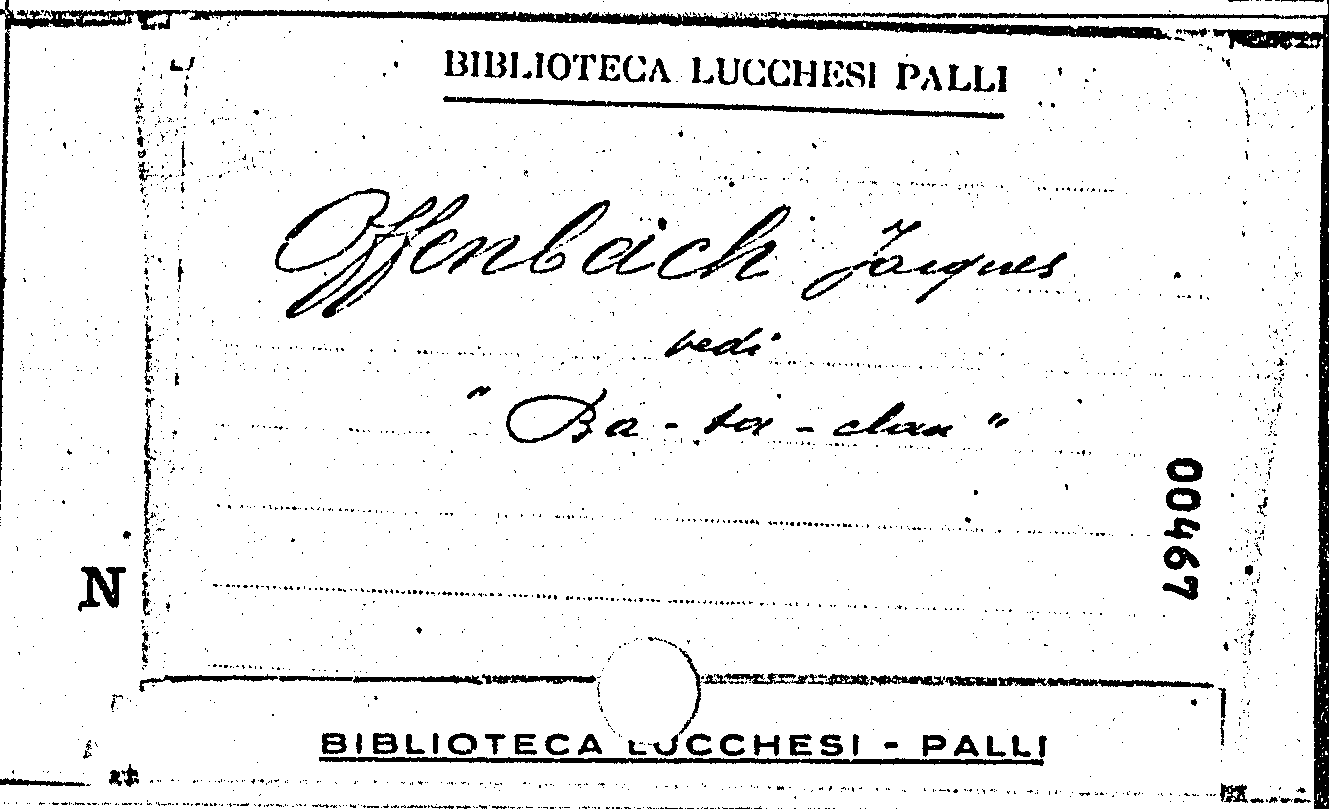 BIBLIOTECA LUCCHESI PALLI
Offenbach Jacques
vedi
"Ba-ta-clan"
00467
N
BIBLIOTECA LUCCHESI - PALLI